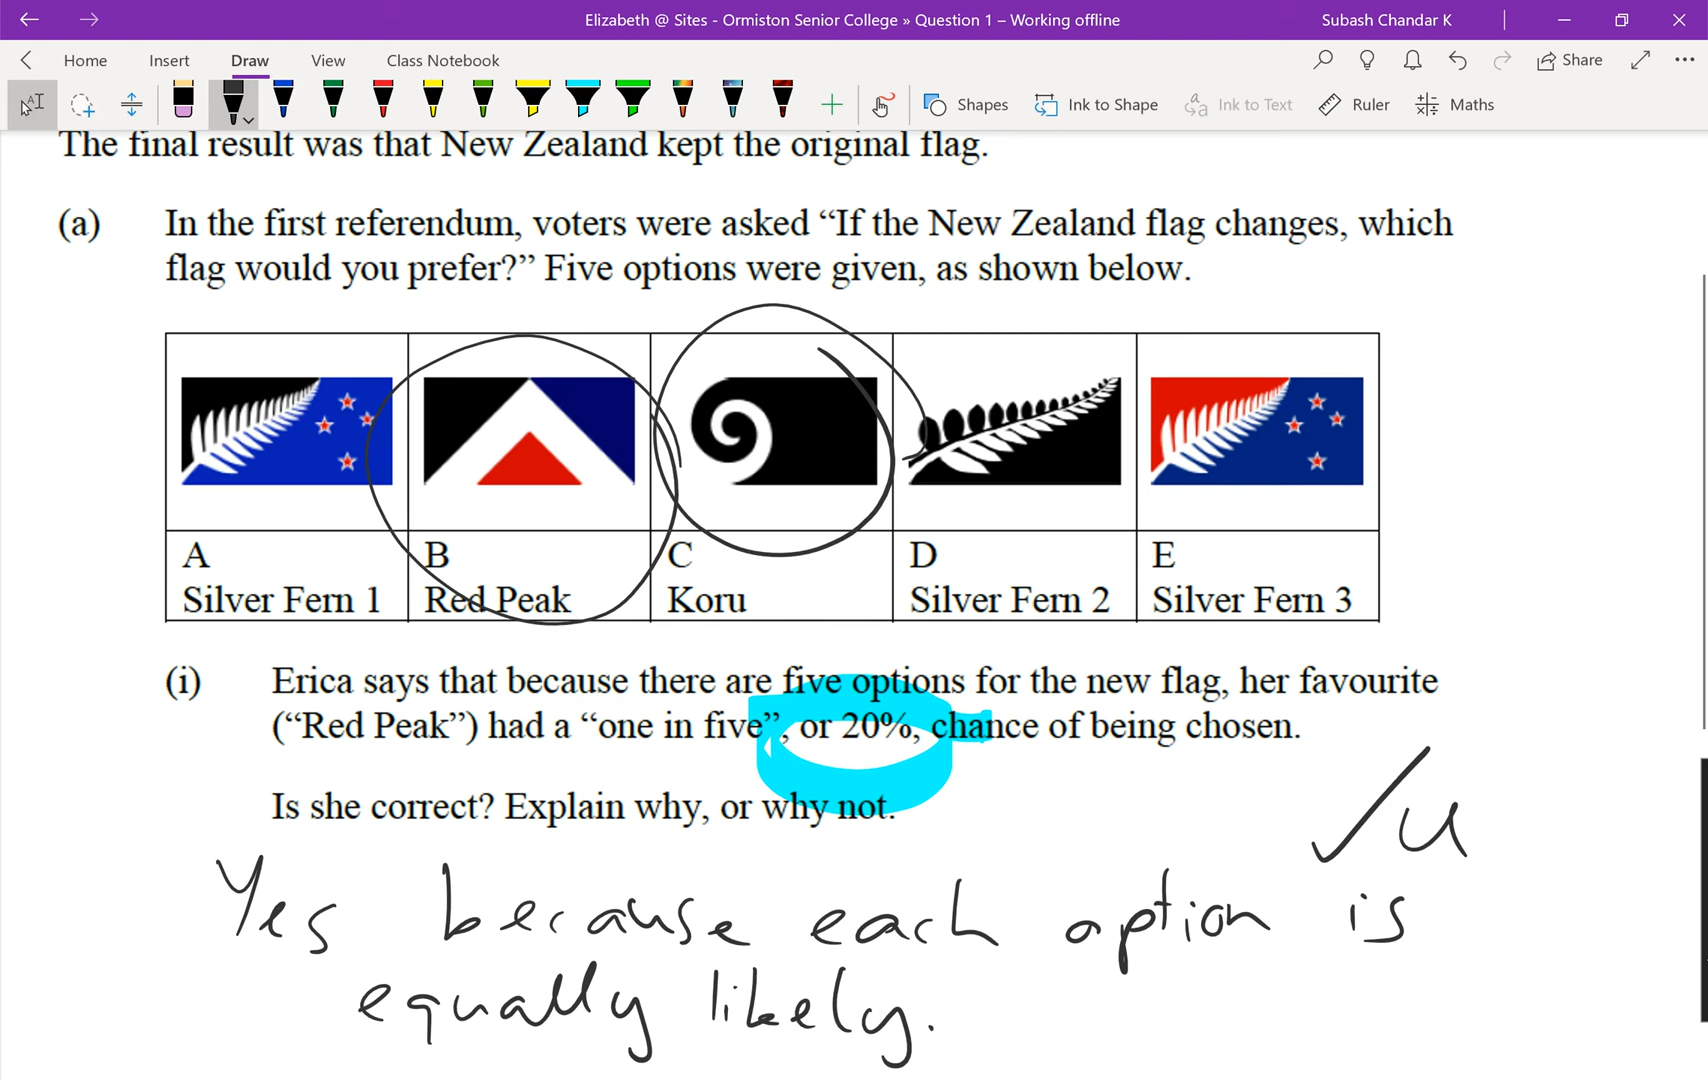 Elizabeth @ Sites - Ormiston Senior College » Question 1 – Working offline
Subash Chandar K
Home Insert Draw View Class Notebook
Share
Shapes Ink to Shape Ink to Text Ruler Maths
The final result was that New Zealand kept the original flag.
(a) In the first referendum, voters were asked “If the New Zealand flag changes, which
flag would you prefer?” Five options were given, as shown below.
A B C D E
Silver Fern 1 Red Peak Koru Silver Fern 2 Silver Fern 3
(i) Erica says that because there are five options for the new flag, her favourite
(“Red Peak”) had a “one in five”, or 20%, chance of being chosen.
Is she correct? Explain why, or why not.
u
Yes because each option is
equally likely.